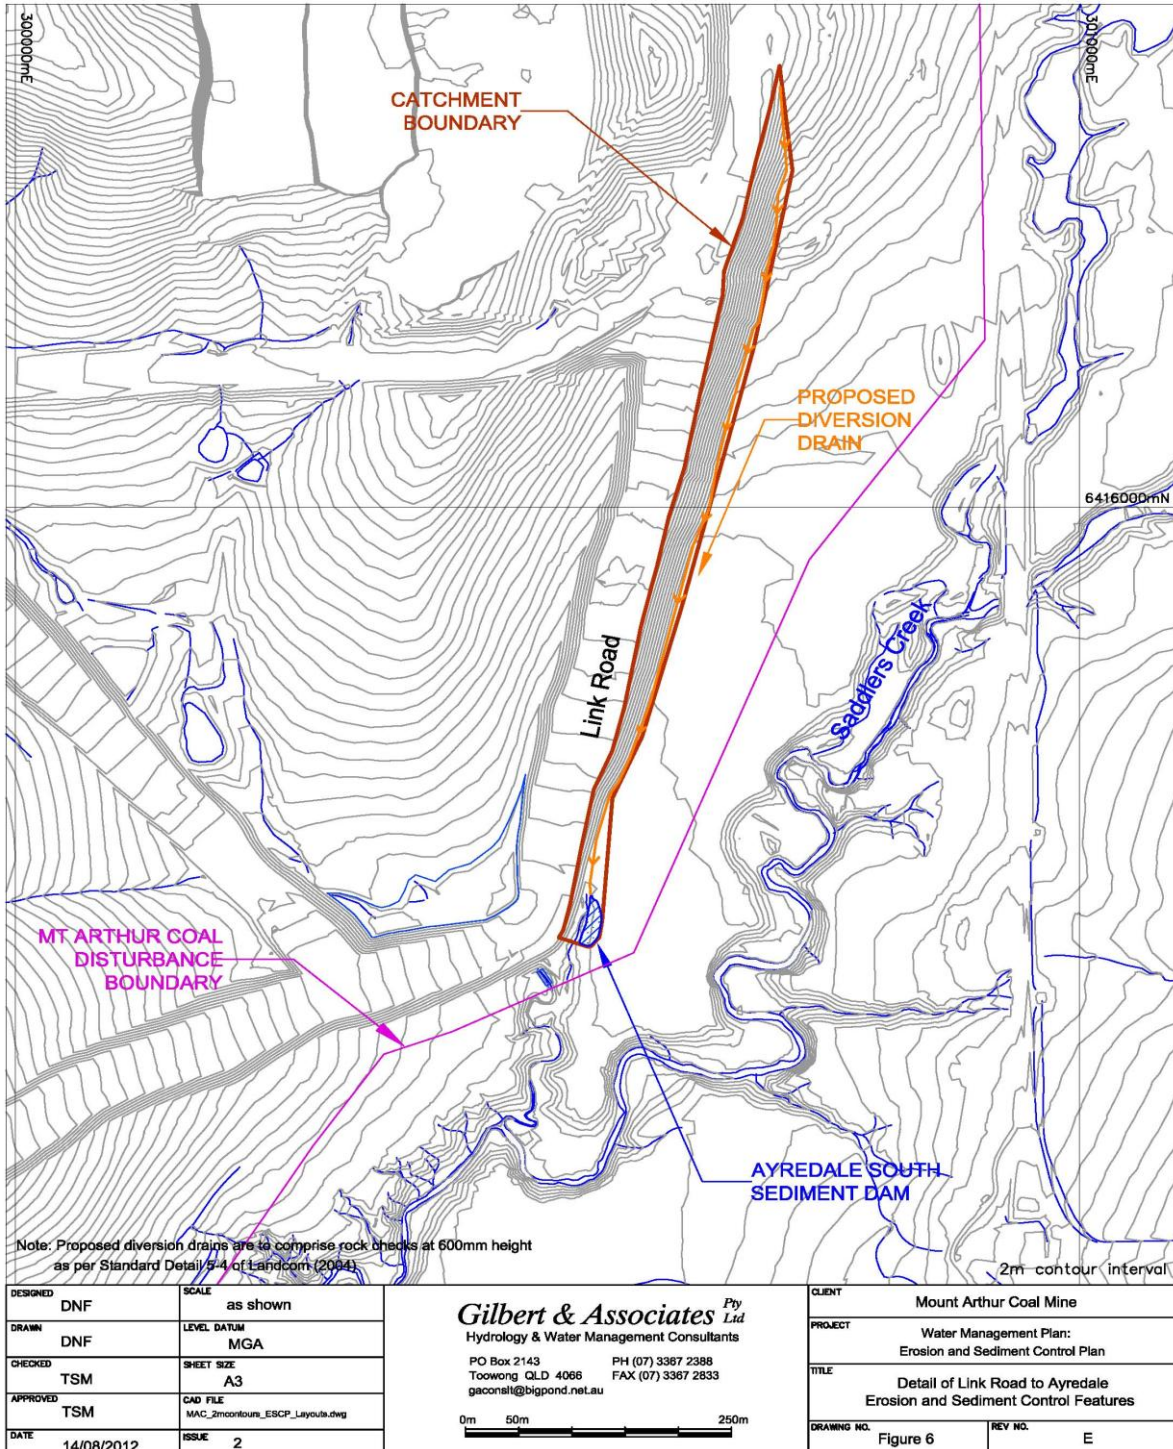 300000mE
301000mE
CATCHMENT
BOUNDARY
PROPOSED
DIVERSION
DRAIN
6416000mN
Link Road
Saddlers Creek
MT ARTHUR COAL
DISTURBANCE
BOUNDARY
AYREDALE SOUTH
SEDIMENT DAM
Note: Proposed diversion drains are to comprise rock checks at 600mm height
as per Standard Detail 5-4 of Landcom (2004)
2m contour interval
DESIGNED
DNF
SCALE
as shown
DRAWN
DNF
LEVEL DATUM
MGA
CHECKED
TSM
SHEET SIZE
A3
APPROVED
TSM
CAD FILE
MAC_2mcontours_ESCP_Layouts.dwg
DATE
14/08/2012
ISSUE
2
Gilbert & Associates Pty Ltd
Hydrology & Water Management Consultants
PO Box 2143 PH (07) 3367 2388
Toowong QLD 4066 FAX (07) 3367 2833
gaconslt@bigpond.net.au
0m 50m 250m
CLIENT
Mount Arthur Coal Mine
PROJECT
Water Management Plan:
Erosion and Sediment Control Plan
TITLE
Detail of Link Road to Ayredale
Erosion and Sediment Control Features
DRAWING NO.
Figure 6
REV NO.
E